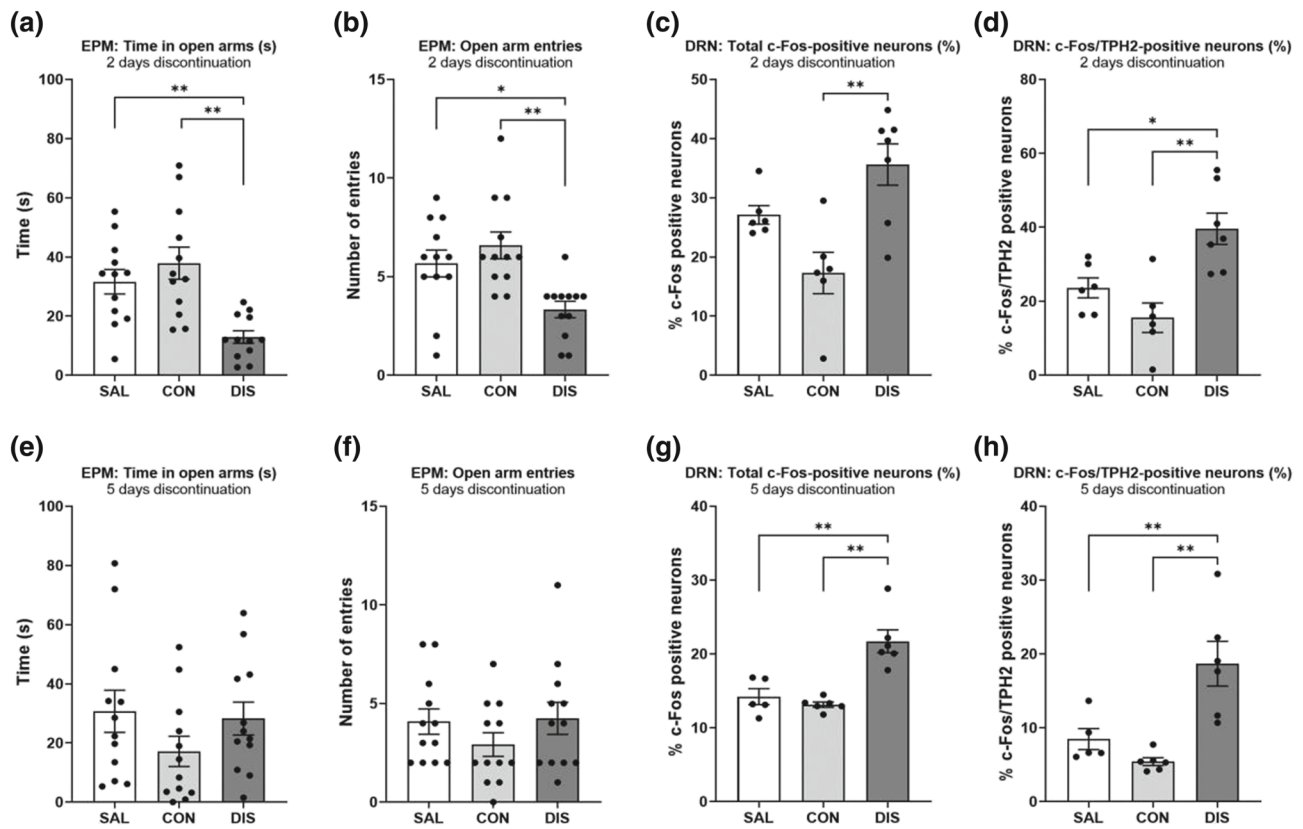 (a)
EPM: Time in open arms (s)
2 days discontinuation
100
80
60
40
20
0
Time (s)
** 
**
SAL CON DIS
(b)
EPM: Open arm entries
2 days discontinuation
15
10
5
0
Number of entries
*
**
SAL CON DIS
(c)
DRN: Total c-Fos-positive neurons (%)
2 days discontinuation
50
40
30
20
10
0
% c-Fos positive neurons
**
SAL CON DIS
(d)
DRN: c-Fos/TPH2-positive neurons (%)
2 days discontinuation
80
60
40
20
0
% c-Fos/TPH2 positive neurons
*
**
SAL CON DIS
(e)
EPM: Time in open arms (s)
5 days discontinuation
100
80
60
40
20
0
Time (s)
SAL CON DIS
(f)
EPM: Open arm entries
5 days discontinuation
15
10
5
0
Number of entries
SAL CON DIS
(g)
DRN: Total c-Fos-positive neurons (%)
5 days discontinuation
40
30
20
10
0
% c-Fos positive neurons
**
**
SAL CON DIS
(h)
DRN: c-Fos/TPH2-positive neurons (%)
5 days discontinuation
40
30
20
10
0
% c-Fos/TPH2 positive neurons
**
**
SAL CON DIS